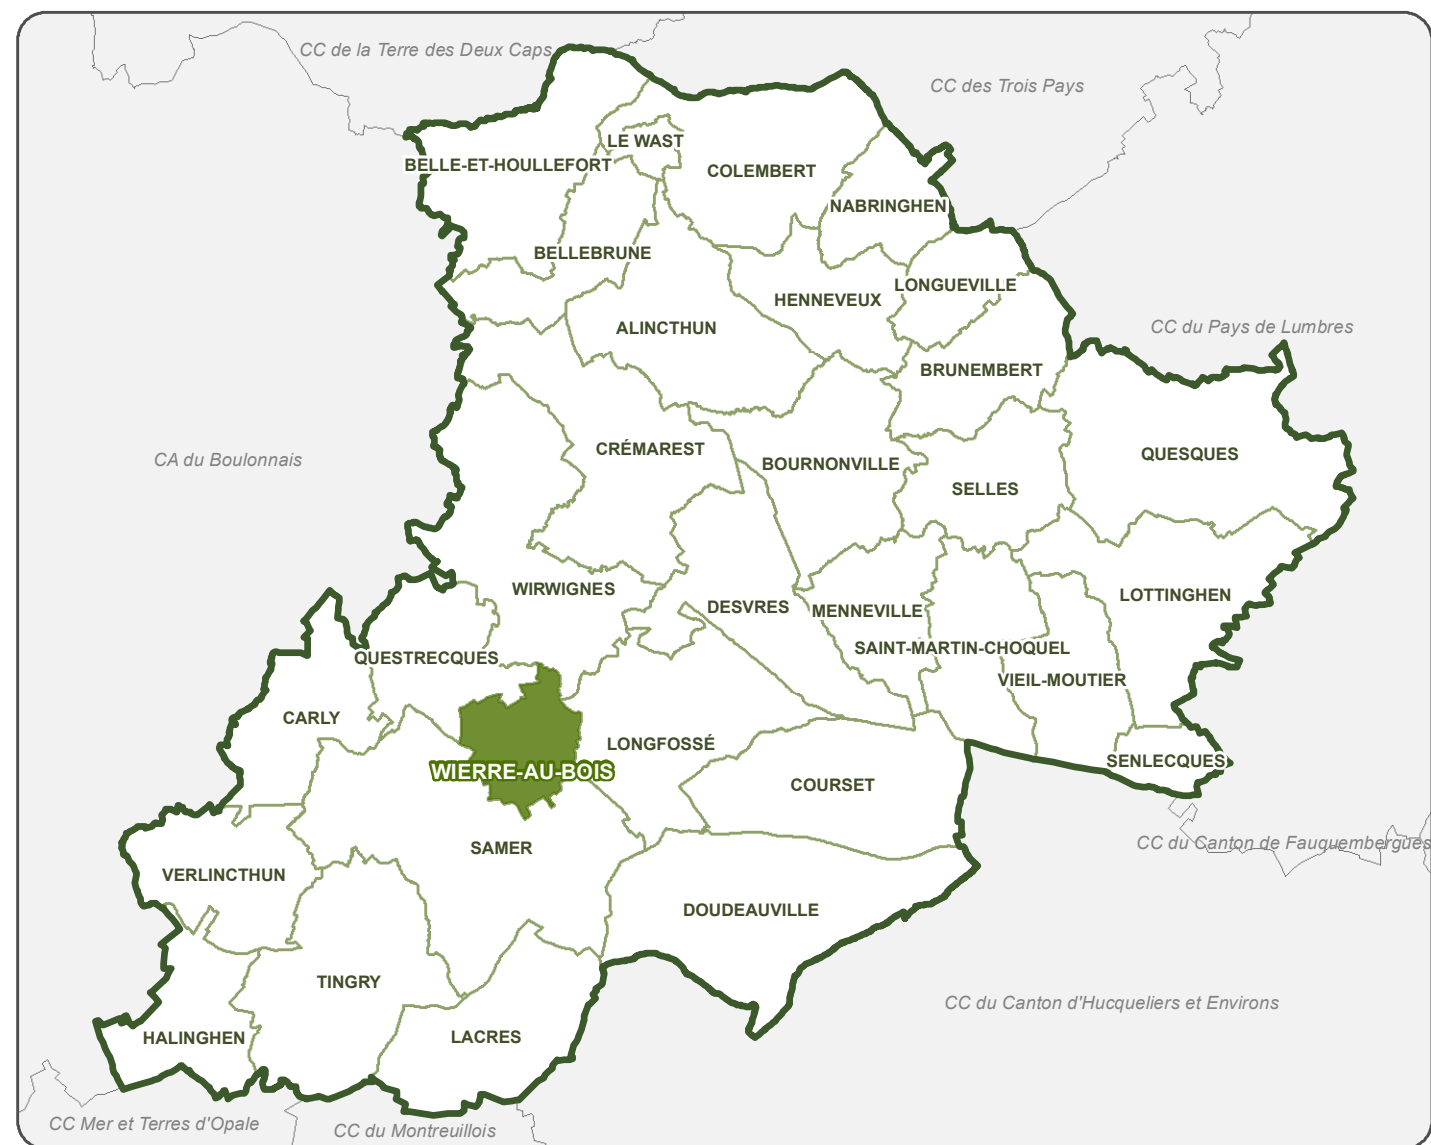 CC de la Terre des Deux Caps
CC des Trois Pays
LE WAST
BELLE-ET-HOULLEFORT
COLEMBERT
NABRINGHEN
BELLEBRUNE
LONGUEVILLE
HENNEVEUX
ALINCTHUN
CC du Pays de Lumbres
BRUNEMBERT
CRÉMAREST
QUESQUES
CA du Boulonnais
BOURNONVILLE
SELLES
WIRWIGNES
LOTTINGHEN
DESVRES
MENNEVILLE
SAINT-MARTIN-CHOQUEL
QUESTRECQUES
VIEIL-MOUTIER
CARLY
LONGFOSSÉ
SENLECQUES
WIERRE-AU-BOIS
COURSET
CC du Canton de Fauquembergues
SAMER
VERLINCTHUN
DOUDEAUVILLE
TINGRY
CC du Canton d'Hucqueliers et Environs
HALINGHEN
LACRES
CC Mer et Terres d'Opale
CC du Montreuillois